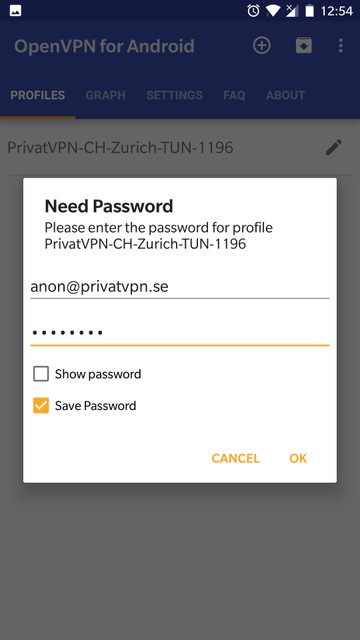 12:54
OpenVPN for Android
PROFILES GRAPH SETTINGS FAQ ABOUT
PrivatVPN-CH-Zurich-TUN-1196
Need Password
Please enter the password for profile
PrivatVPN-CH-Zurich-TUN-1196
anon@privatvpn.se
••••••••
Show password
Save Password
CANCEL OK